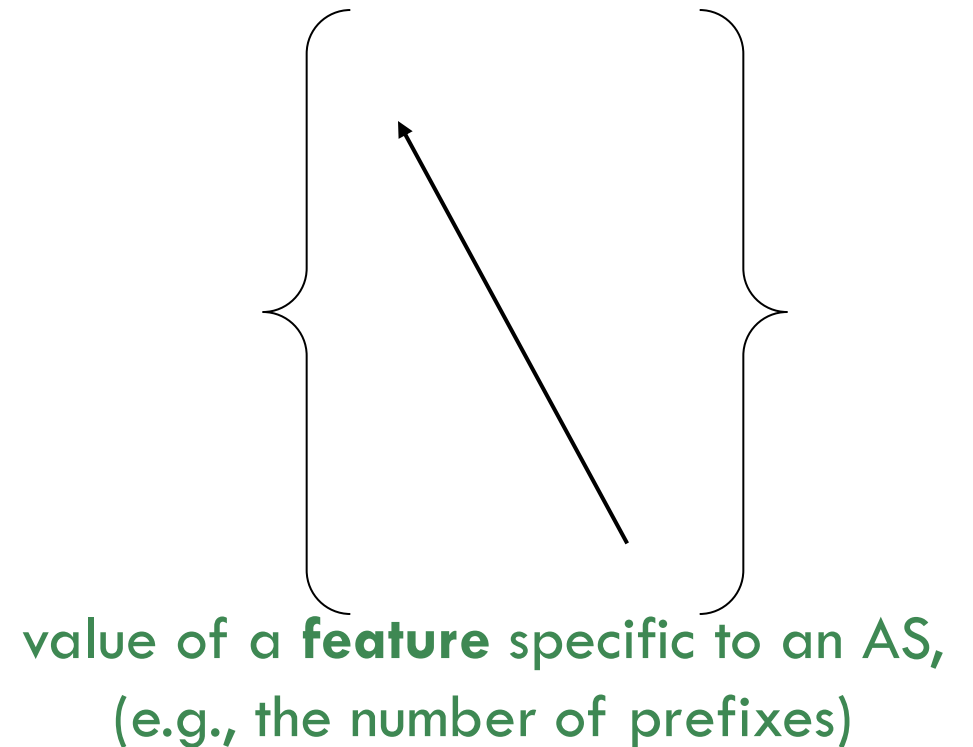 value of a feature specific to an AS,
(e.g., the number of prefixes)